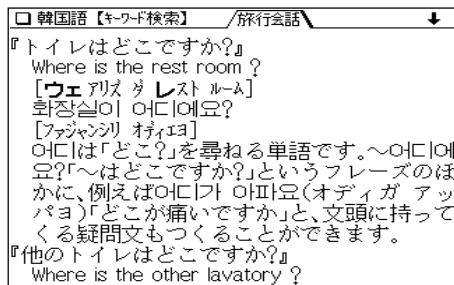 韓国語【ｷｰﾜｰﾄﾞ検索】 /旅行会話 ↓
『トイレはどこですか?』
Where is the rest room ?
[ウェ ｱﾘｽﾞ ﾀﾞ レスト ﾙｰﾑ]
화장실이 어디에요?
[ﾌｧｼﾞｬﾝｼﾘ ｵﾃﾞｨｴﾖ]
어디は「どこ?」を尋ねる単語です。~어디에
요?「~はどこですか?」というフレーズのほ
かに、例えば어디가 아파요(オディガ アッ
パヨ)「どこが痛いですか」と、文頭に持って
くる疑問文もつくることができます。
『他のトイレはどこですか?』
Where is the other lavatory ?